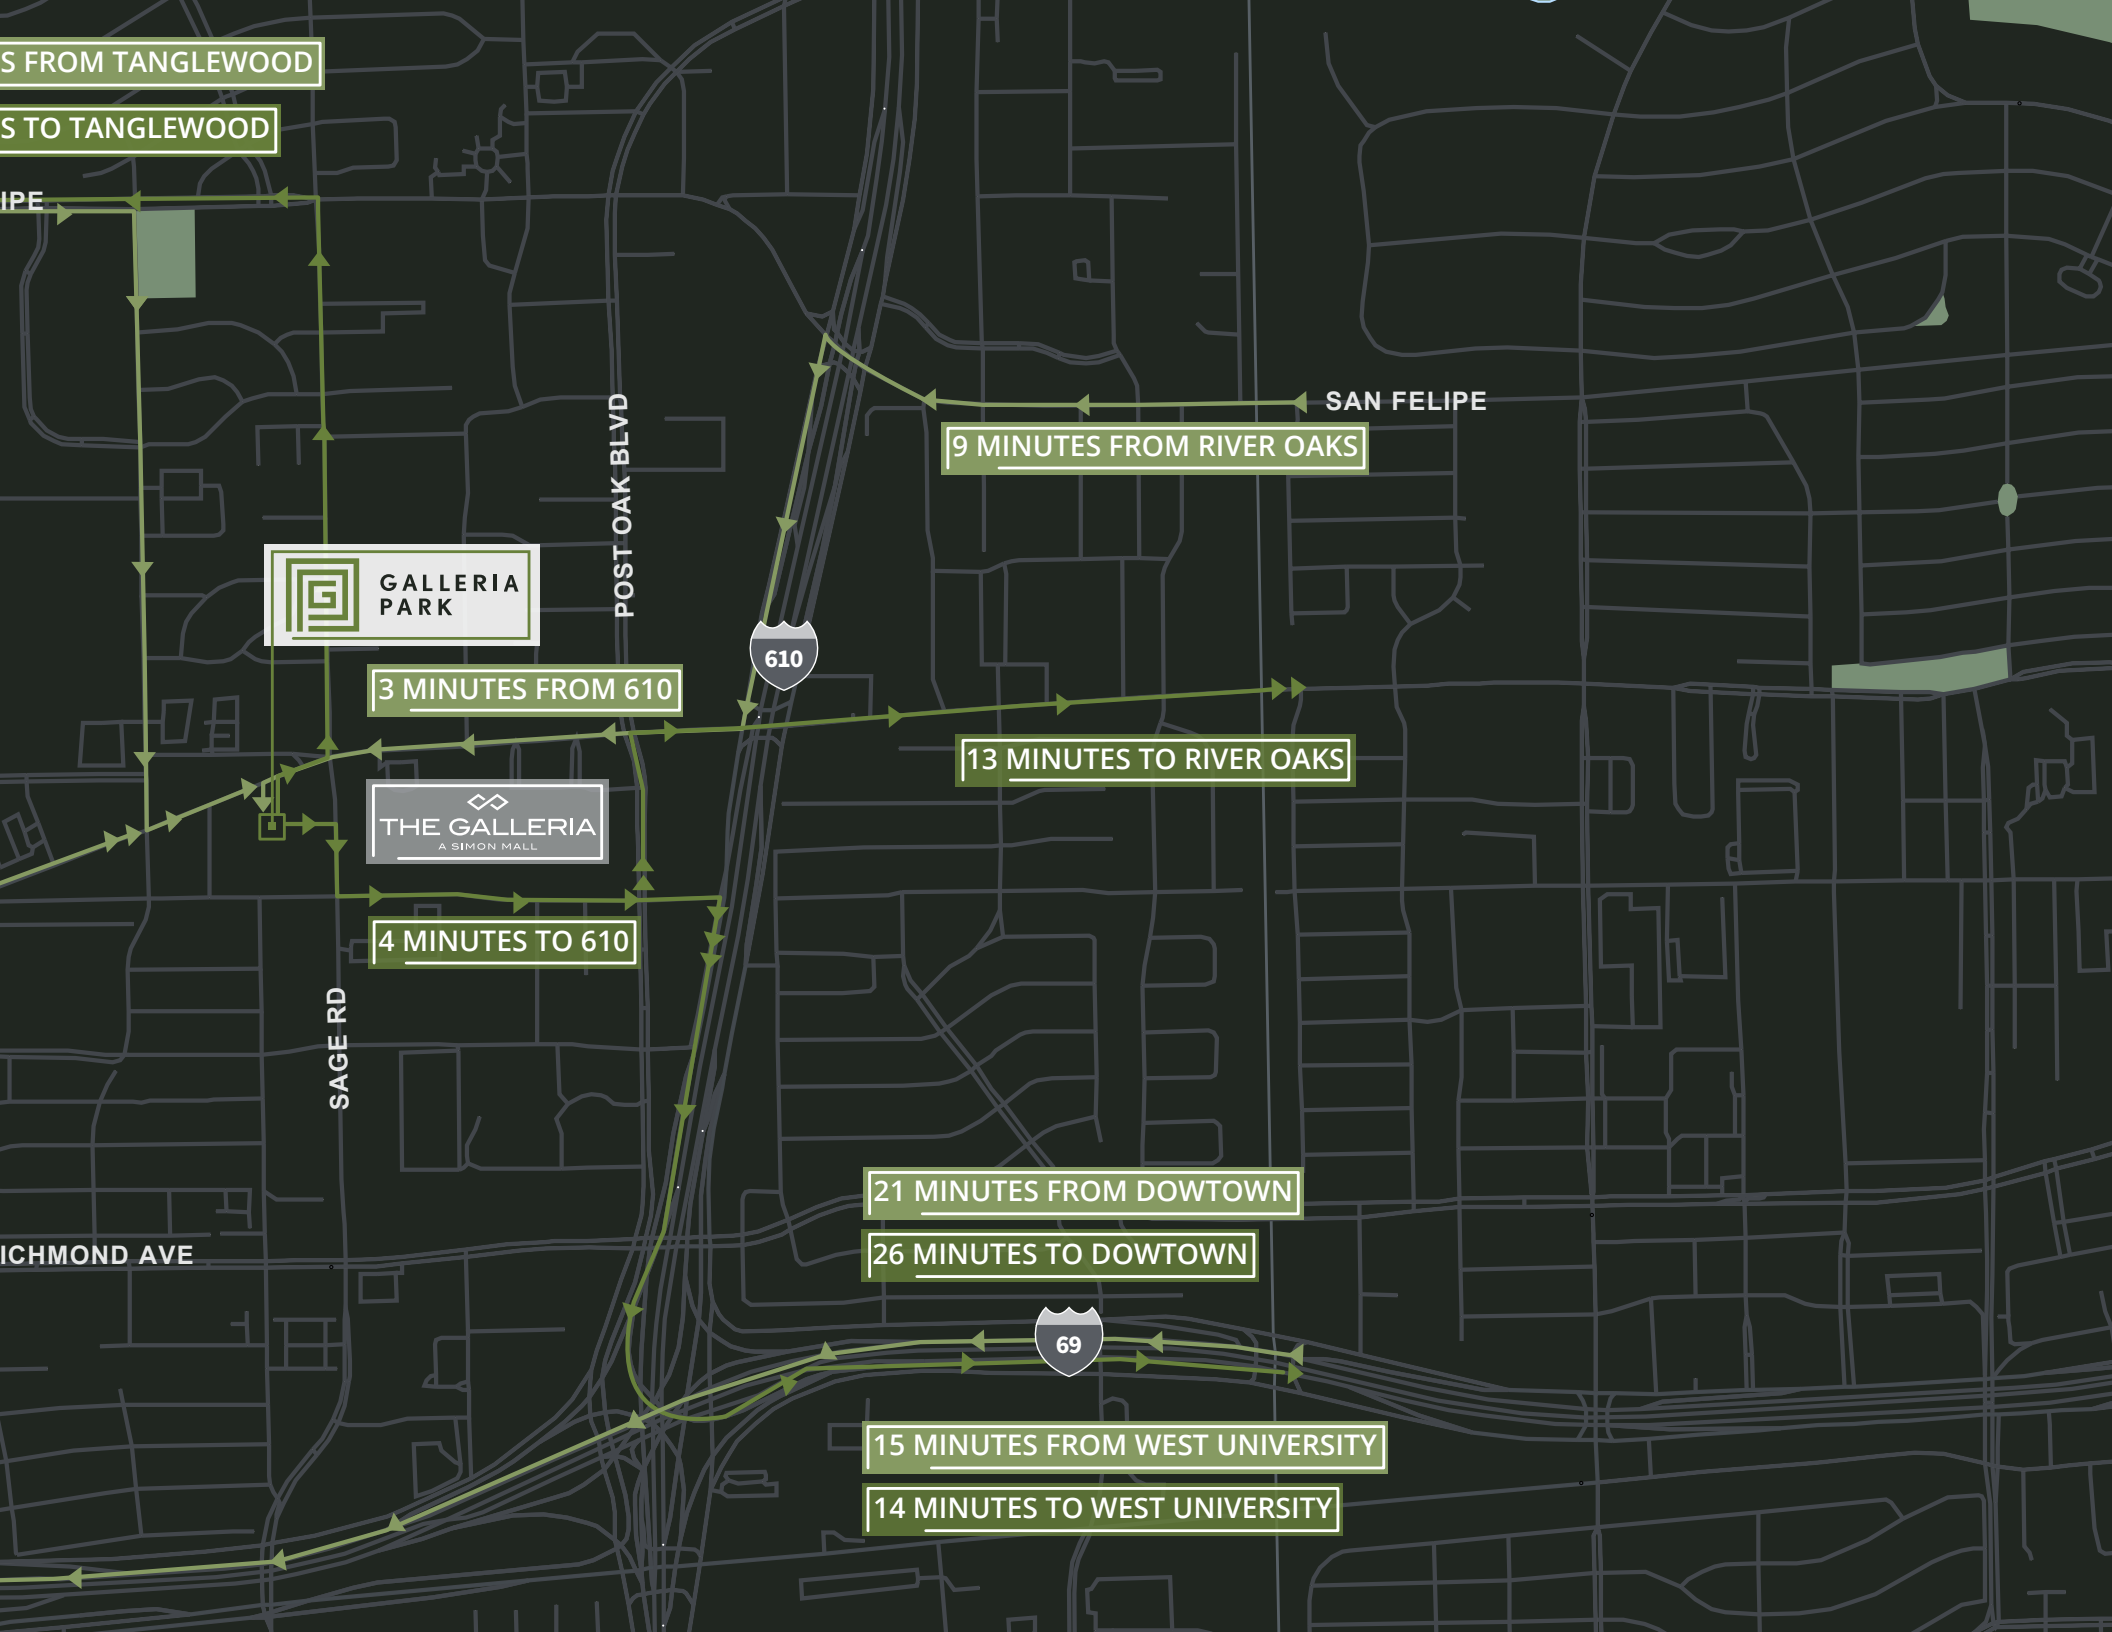 S FROM TANGLEWOOD
S TO TANGLEWOOD
IPE
SAN FELIPE
POST OAK BLVD
9 MINUTES FROM RIVER OAKS
GALLERIA
PARK
610
3 MINUTES FROM 610
13 MINUTES TO RIVER OAKS
THE GALLERIA
A SIMON MALL
4 MINUTES TO 610
SAGE RD
21 MINUTES FROM DOWTOWN
26 MINUTES TO DOWTOWN
ICHMOND AVE
69
15 MINUTES FROM WEST UNIVERSITY
14 MINUTES TO WEST UNIVERSITY